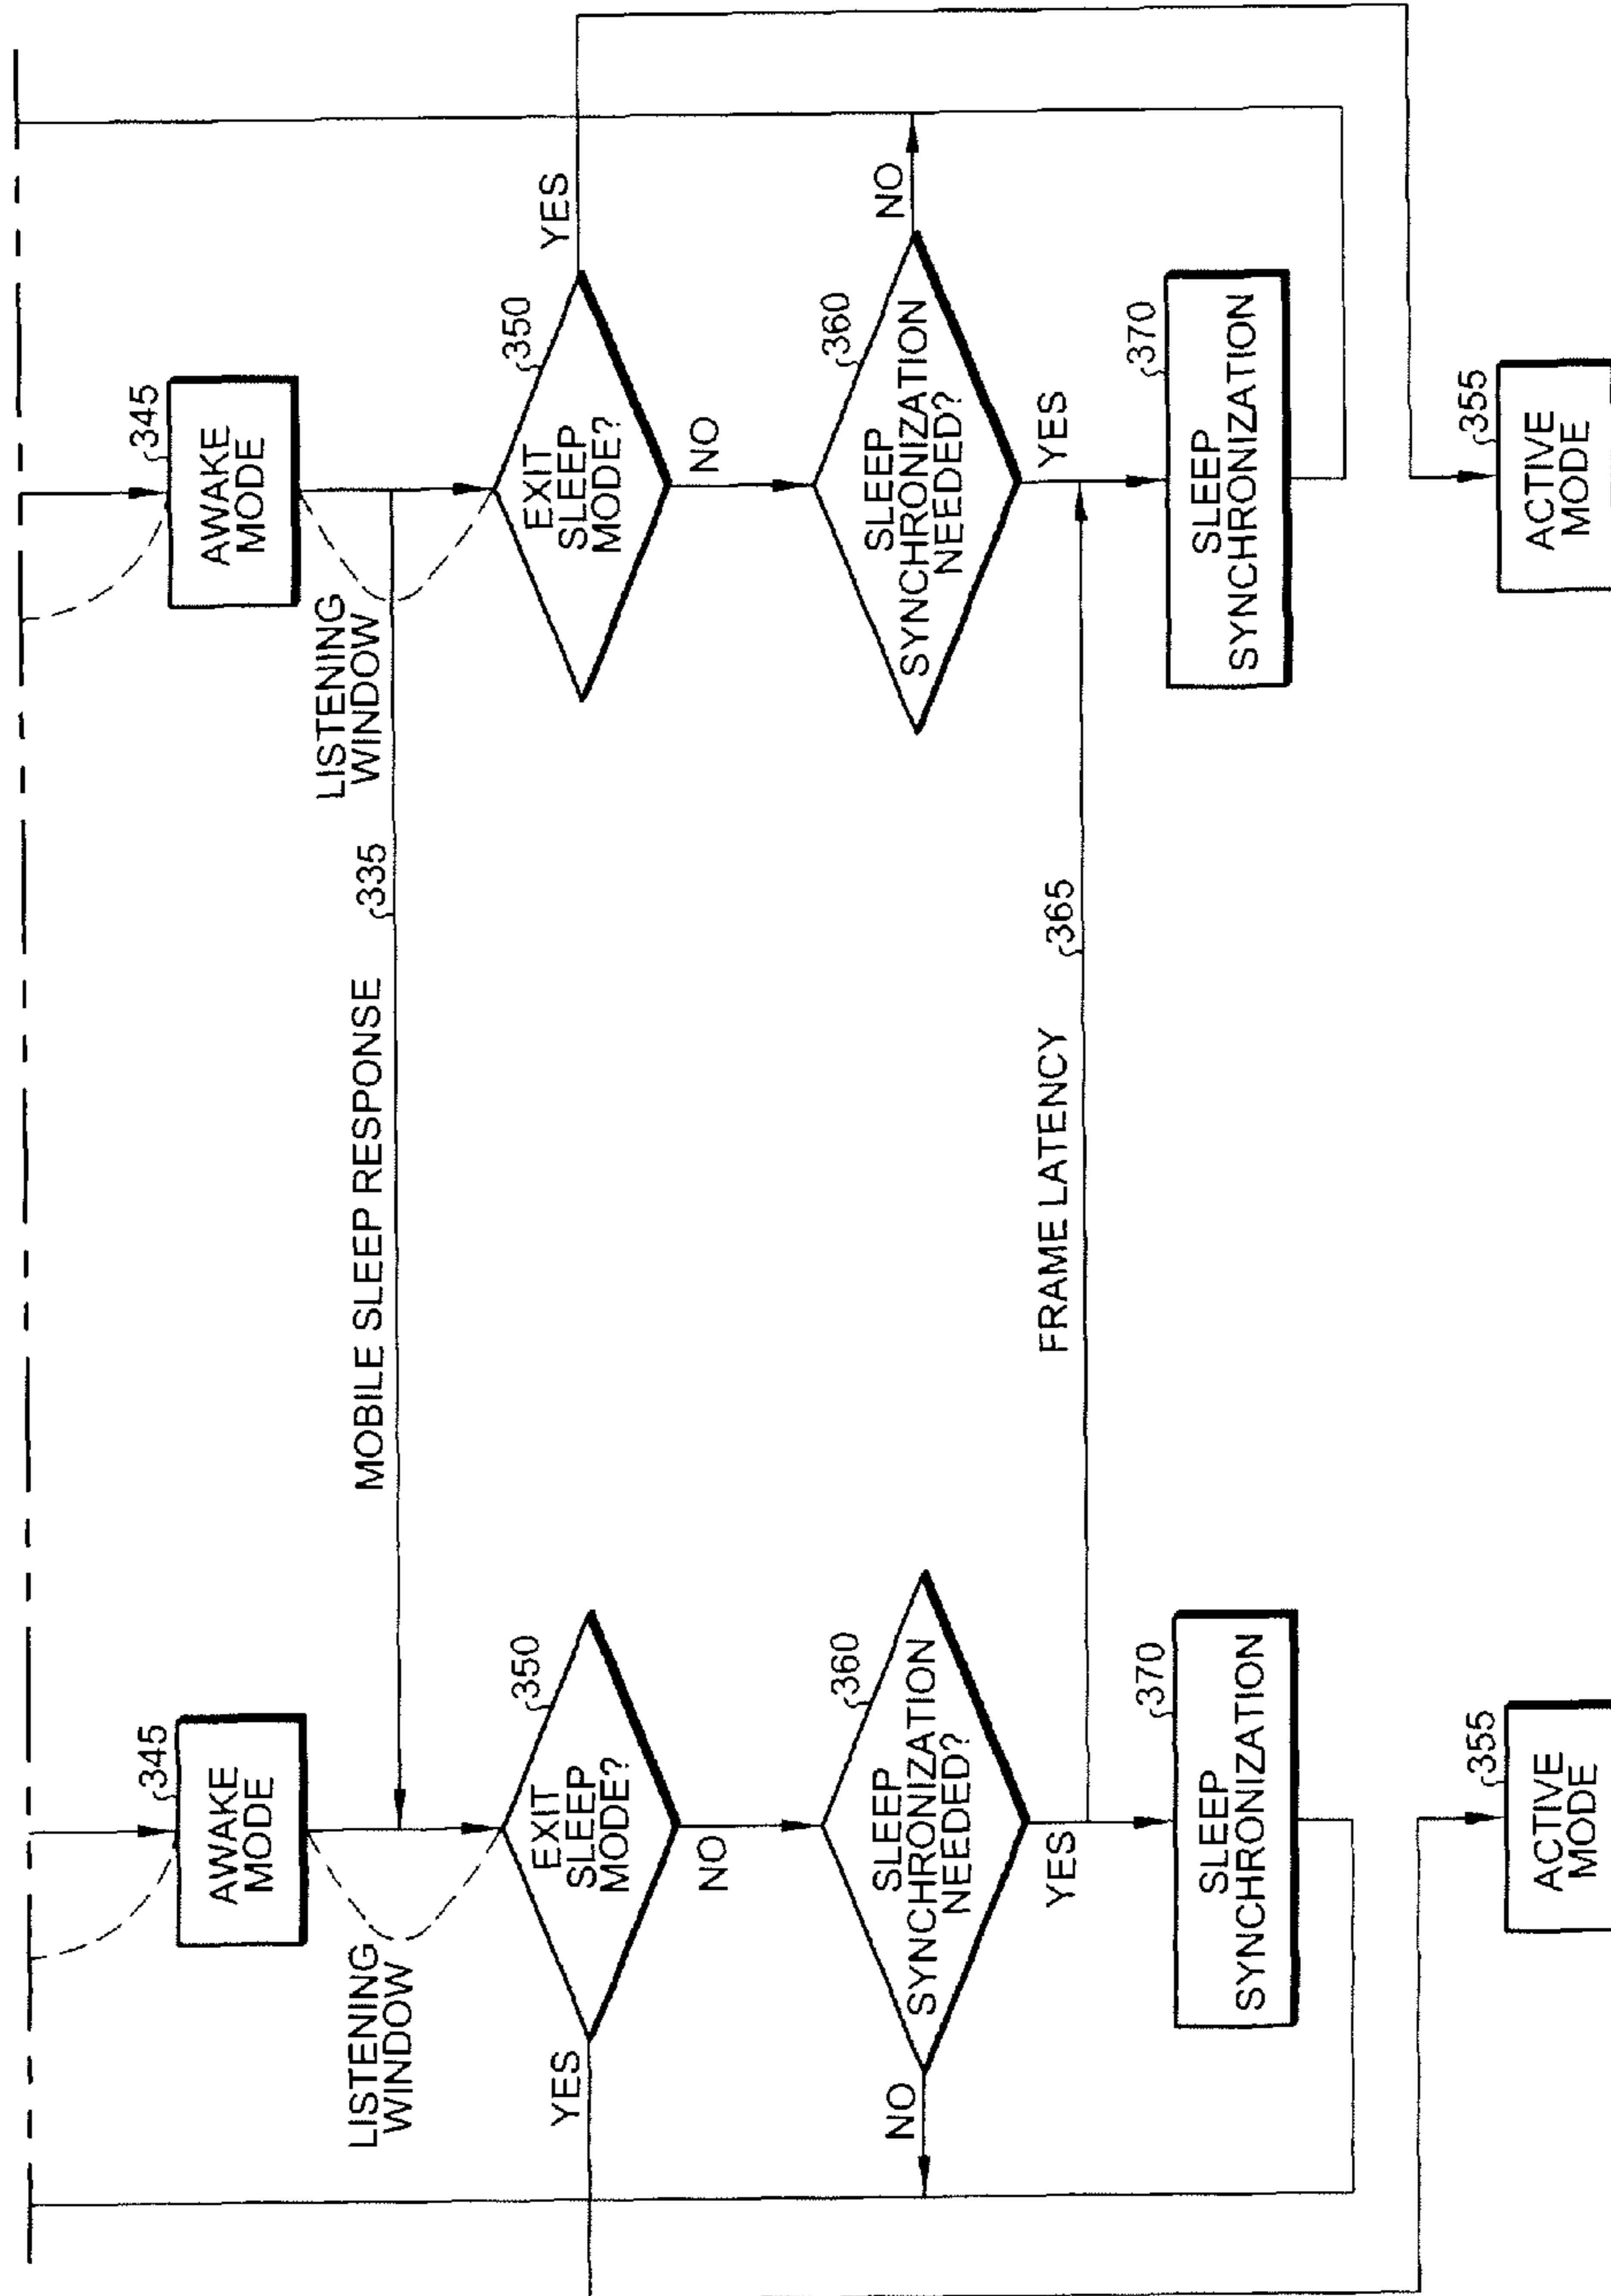 345
AWAKE
MODE
LISTENING
WINDOW
MOBILE SLEEP RESPONSE 335
345
AWAKE
MODE
LISTENING
WINDOW
350
EXIT
SLEEP
MODE?
YES
NO
350
EXIT
SLEEP
MODE?
YES
NO
360
SLEEP
SYNCHRONIZATION
NEEDED?
NO
YES
360
SLEEP
SYNCHRONIZATION
NEEDED?
NO
YES
FRAME LATENCY 365
370
SLEEP
SYNCHRONIZATION
370
SLEEP
SYNCHRONIZATION
355
ACTIVE
MODE
355
ACTIVE
MODE